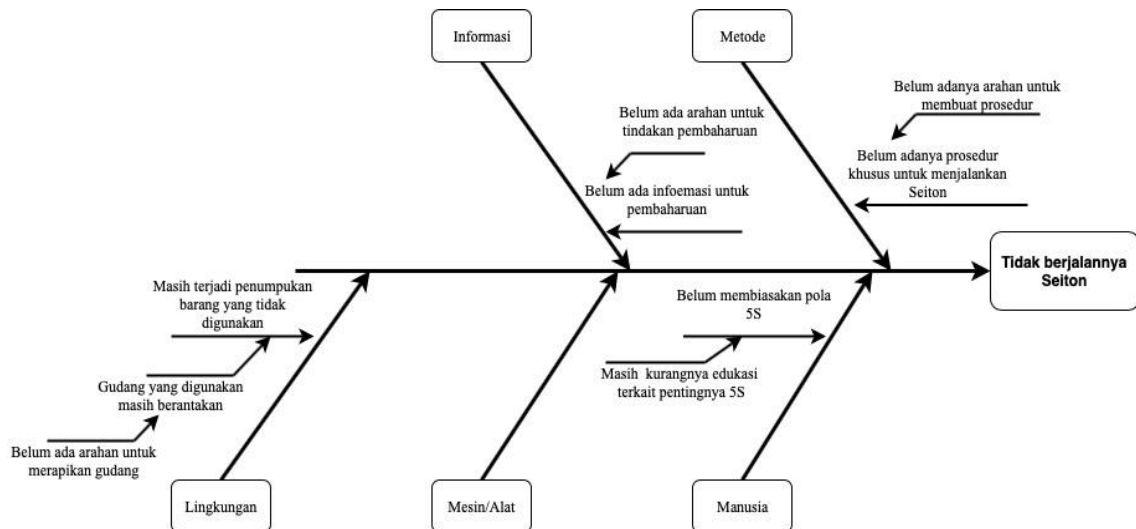 Informasi
Metode
Belum adanya arahan untuk
membuat prosedur
Belum ada arahan untuk
tindakan pembaharuan
Belum adanya prosedur
khusus untuk menjalankan
Seiton
Belum ada infoemasi untuk
pembaharuan
Tidak berjalannya
Seiton
Masih terjadi penumpukan
barang yang tidak
digunakan
Belum membiasakan pola
5S
Gudang yang digunakan
masih berantakan
Masih kurangnya edukasi
terkait pentingnya 5S
Belum ada arahan untuk
merapikan gudang
Lingkungan
Mesin/Alat
Manusia